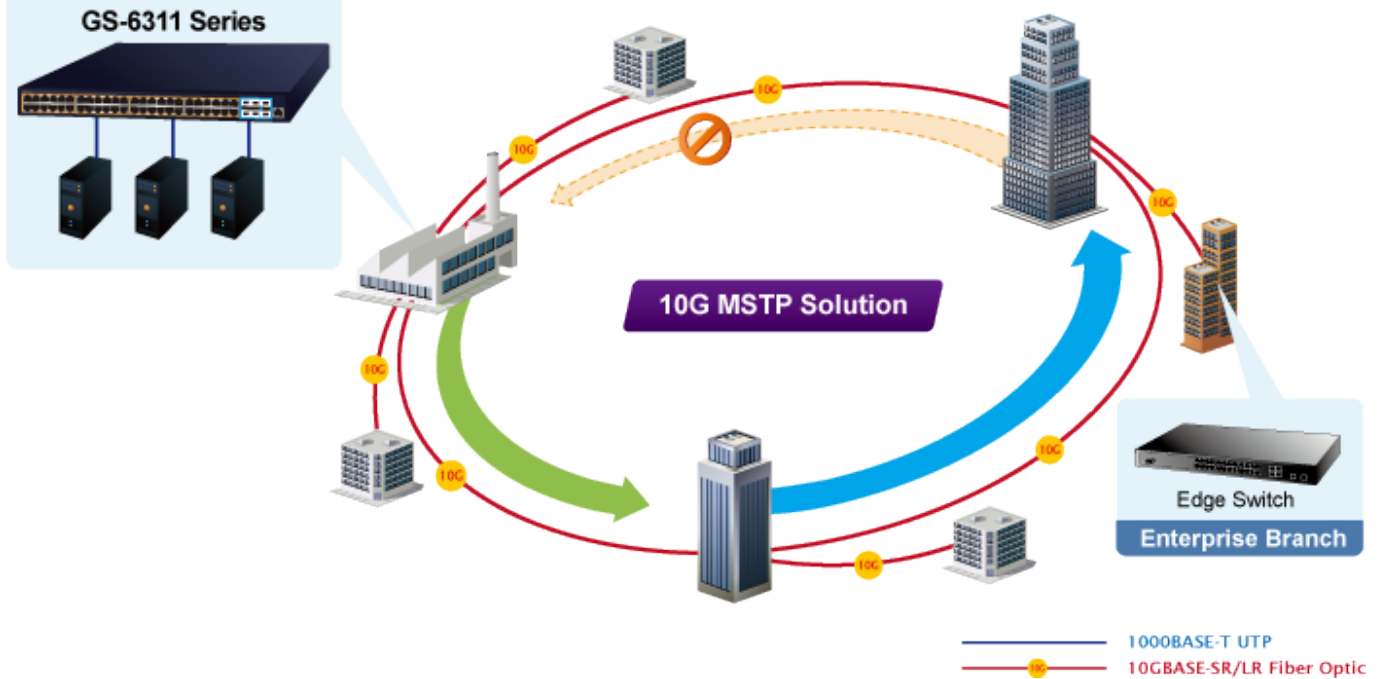 GS-6311 Series
10G
10G
10G
10G MSTP Solution
10G
10G
10G
10G
Edge Switch
Enterprise Branch
1000BASE-T UTP
10G
10GBASE-SR/LR Fiber Optic